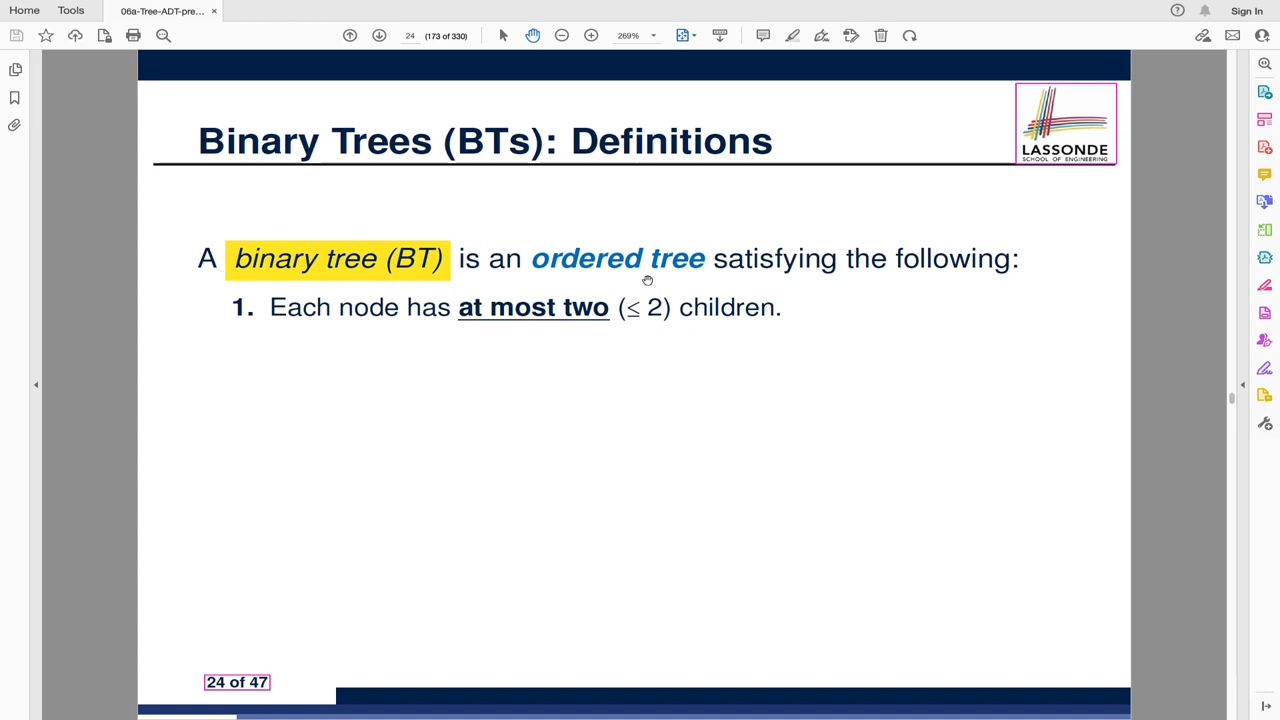 Home Tools 06a-Tree-ADT-pre... × Sign In
24 (173 of 330) 269%
Binary Trees (BTs): Definitions
LASSONDE
SCHOOL OF ENGINEERING
A binary tree (BT) is an ordered tree satisfying the following:
1. Each node has at most two (≤ 2) children.
24 of 47